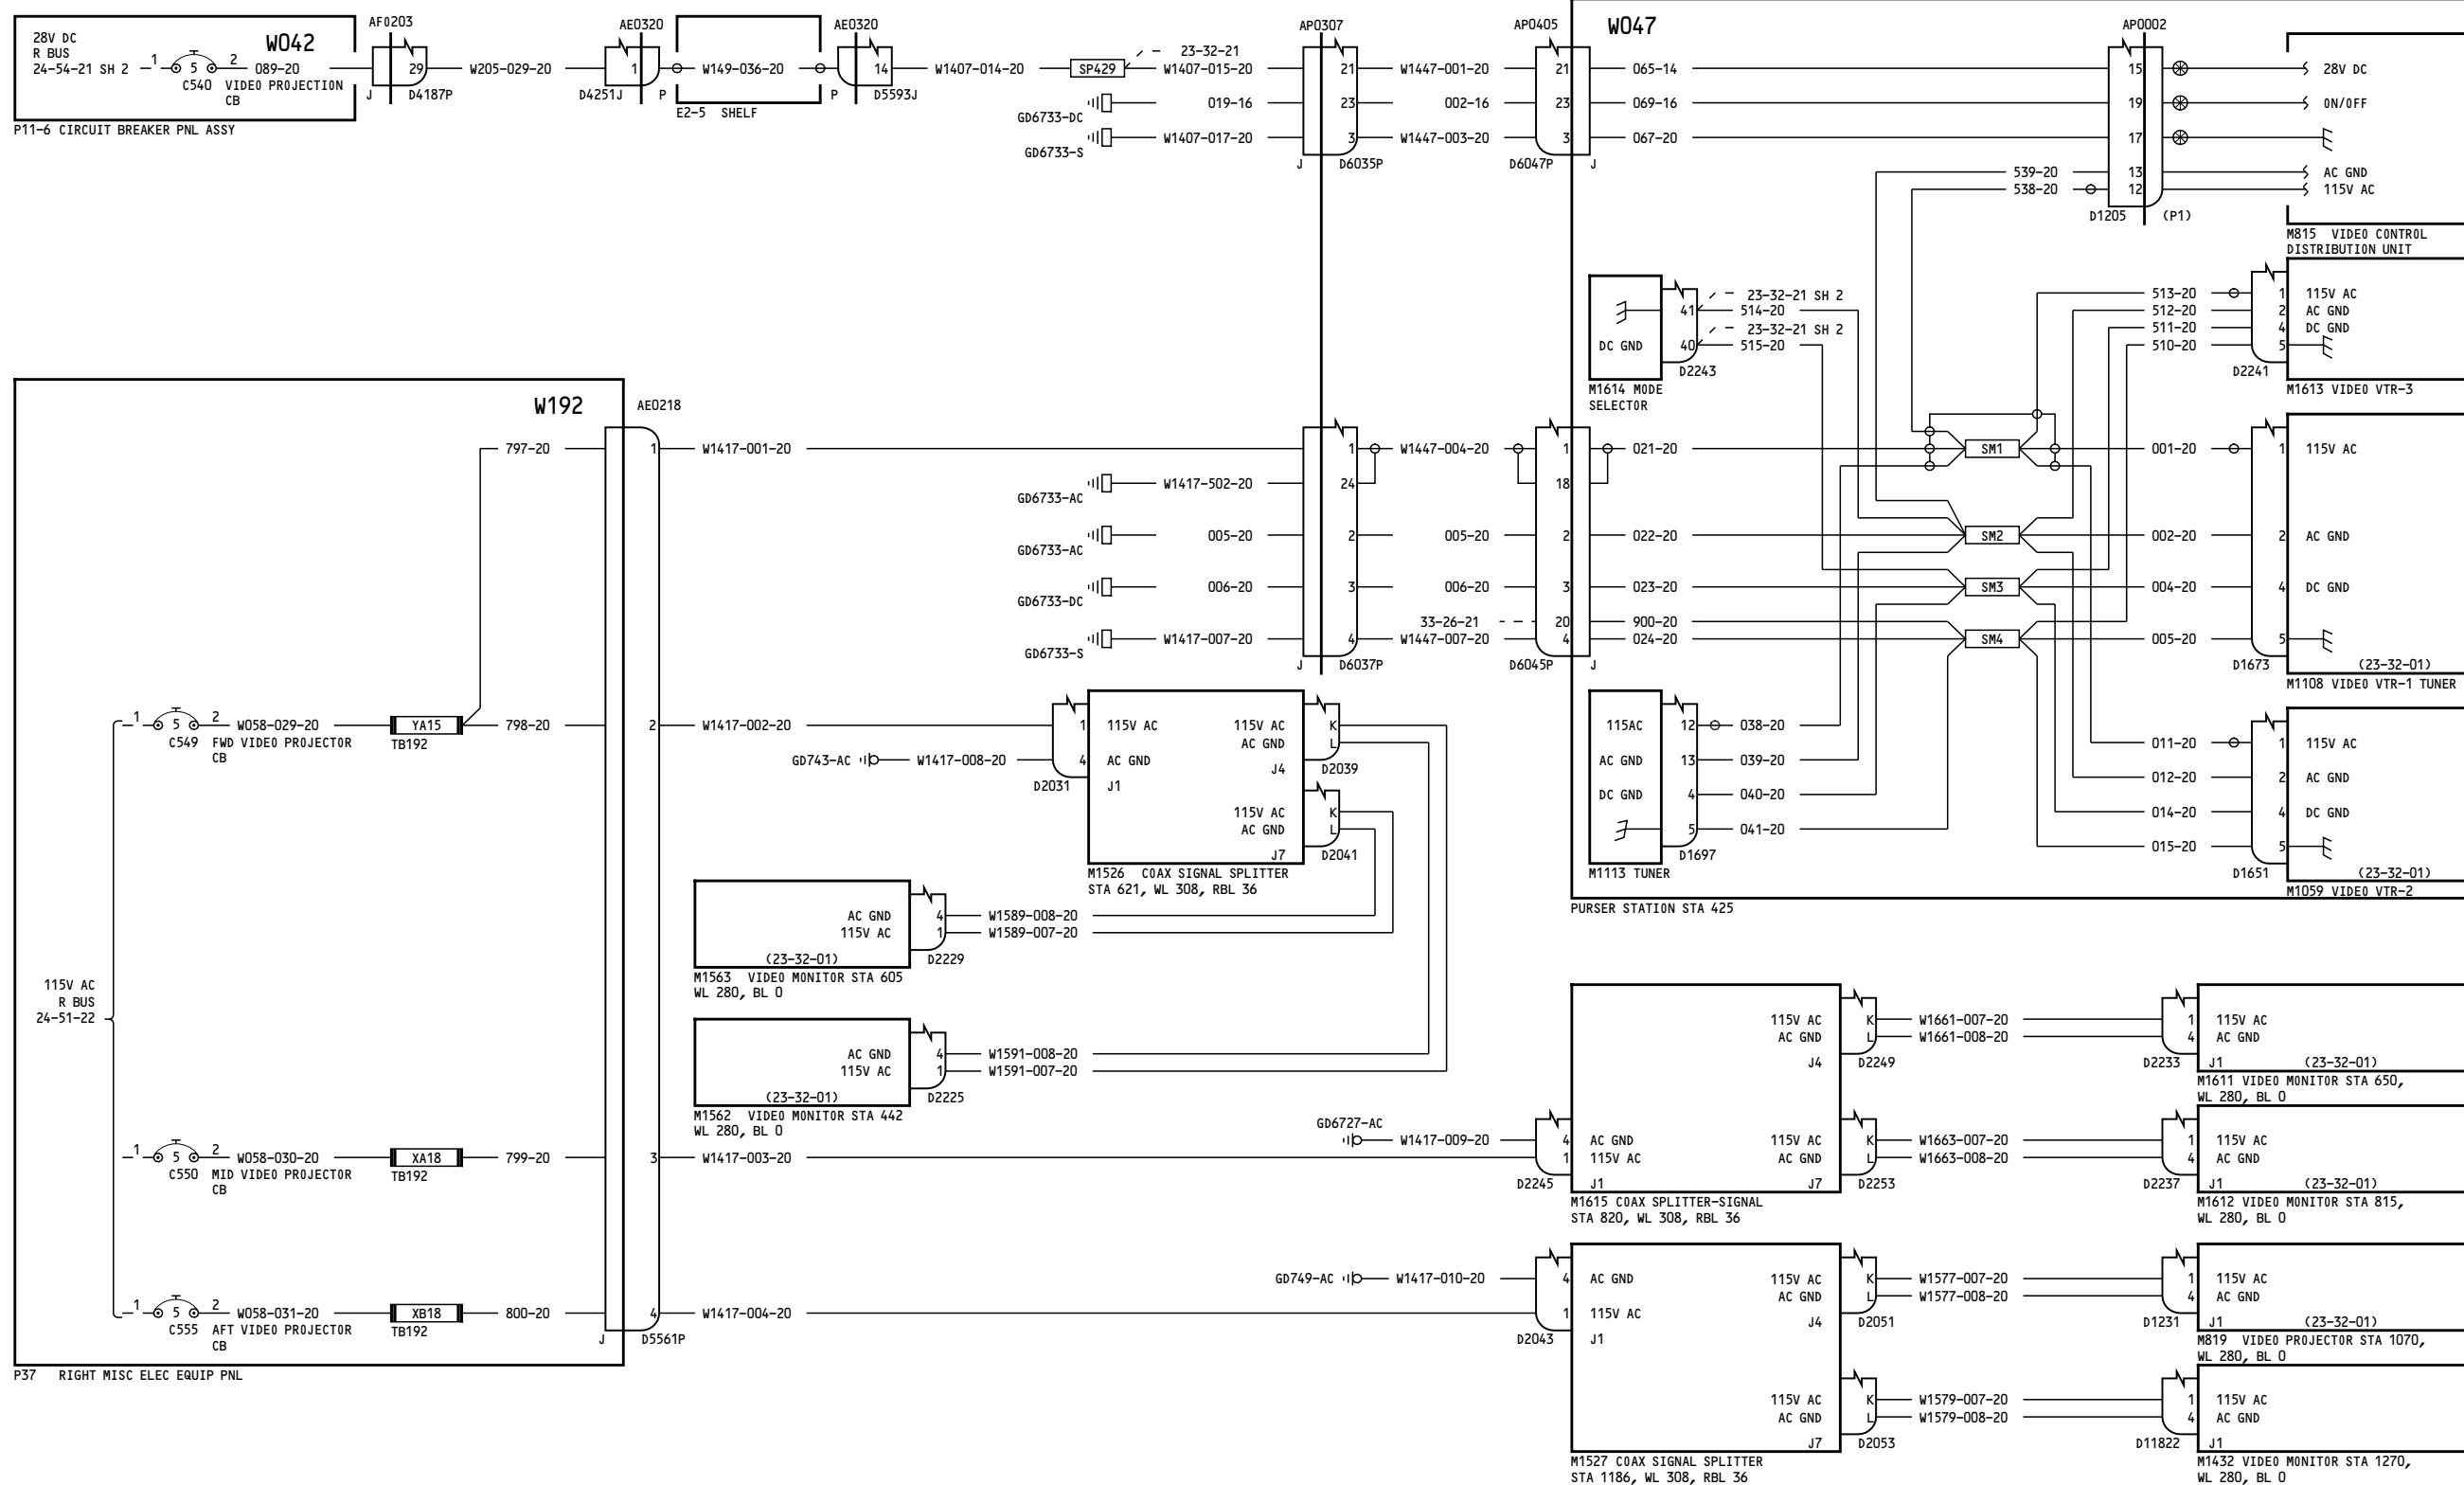 28V DC
R BUS
24-54-21 SH 2
1
5
2
089-20
W042
C540 VIDEO PROJECTION
CB
P11-6 CIRCUIT BREAKER PNL ASSY
AF0203
29
J
D4187P
W205-029-20
AE0320
1
D4251J
P
W149-036-20
E2-5 SHELF
AE0320
14
P
D5593J
W1407-014-20
SP429
23-32-21
W1407-015-20
GD6733-DC
019-16
GD6733-S
W1407-017-20
AP0307
21
23
3
J
D6035P
W1447-001-20
002-16
W1447-003-20
AP0405
21
23
3
D6047P
J
W047
065-14
069-16
067-20
539-20
538-20
AP0002
15
19
17
13
12
D1205
(P1)
28V DC
ON/OFF
AC GND
115V AC
M815 VIDEO CONTROL
DISTRIBUTION UNIT
DC GND
41
40
D2243
23-32-21 SH 2
514-20
23-32-21 SH 2
515-20
M1614 MODE
SELECTOR
513-20
512-20
511-20
510-20
1
2
4
5
D2241
115V AC
AC GND
DC GND
M1613 VIDEO VTR-3
W192
AE0218
797-20
1
W1417-001-20
GD6733-AC
W1417-502-20
GD6733-AC
005-20
GD6733-DC
006-20
GD6733-S
W1417-007-20
1
24
2
3
4
J
D6037P
W1447-004-20
005-20
006-20
33-26-21
W1447-007-20
1
18
2
3
20
4
D6045P
J
021-20
022-20
023-20
900-20
024-20
SM1
SM2
SM3
SM4
001-20
002-20
004-20
005-20
1
2
4
5
D1673
115V AC
AC GND
DC GND
(23-32-01)
M1108 VIDEO VTR-1 TUNER
1
5
2
W058-029-20
C549 FWD VIDEO PROJECTOR
CB
YA15
TB192
798-20
2
W1417-002-20
GD743-AC
W1417-008-20
1
4
D2031
115V AC
AC GND
J1
115V AC
AC GND
J4
115V AC
AC GND
J7
K
L
D2039
K
L
D2041
M1526 COAX SIGNAL SPLITTER
STA 621, WL 308, RBL 36
115AC
AC GND
DC GND
12
13
4
5
D1697
038-20
039-20
040-20
041-20
M1113 TUNER
011-20
012-20
014-20
015-20
1
2
4
5
D1651
115V AC
AC GND
DC GND
(23-32-01)
M1059 VIDEO VTR-2
PURSER STATION STA 425
AC GND
115V AC
(23-32-01)
4
1
D2229
W1589-008-20
W1589-007-20
M1563 VIDEO MONITOR STA 605
WL 280, BL 0
AC GND
115V AC
(23-32-01)
4
1
D2225
W1591-008-20
W1591-007-20
M1562 VIDEO MONITOR STA 442
WL 280, BL 0
115V AC
R BUS
24-51-22
1
5
2
W058-030-20
C550 MID VIDEO PROJECTOR
CB
XA18
TB192
799-20
3
W1417-003-20
GD6727-AC
W1417-009-20
4
1
D2245
AC GND
115V AC
J1
115V AC
AC GND
J4
115V AC
AC GND
J7
K
L
D2249
K
L
D2253
M1615 COAX SPLITTER-SIGNAL
STA 820, WL 308, RBL 36
W1661-007-20
W1661-008-20
1
4
D2233
115V AC
AC GND
J1
(23-32-01)
M1611 VIDEO MONITOR STA 650,
WL 280, BL 0
W1663-007-20
W1663-008-20
1
4
D2237
115V AC
AC GND
J1
(23-32-01)
M1612 VIDEO MONITOR STA 815,
WL 280, BL 0
1
5
2
W058-031-20
C555 AFT VIDEO PROJECTOR
CB
XB18
TB192
800-20
4
J
D5561P
W1417-004-20
P37 RIGHT MISC ELEC EQUIP PNL
GD749-AC
W1417-010-20
4
1
D2043
AC GND
115V AC
J1
115V AC
AC GND
J4
115V AC
AC GND
J7
K
L
D2051
K
L
D2053
M1527 COAX SIGNAL SPLITTER
STA 1186, WL 308, RBL 36
W1577-007-20
W1577-008-20
1
4
D1231
115V AC
AC GND
J1
(23-32-01)
M819 VIDEO PROJECTOR STA 1070,
WL 280, BL 0
W1579-007-20
W1579-008-20
1
4
D11822
115V AC
AC GND
J1
M1432 VIDEO MONITOR STA 1270,
WL 280, BL 0